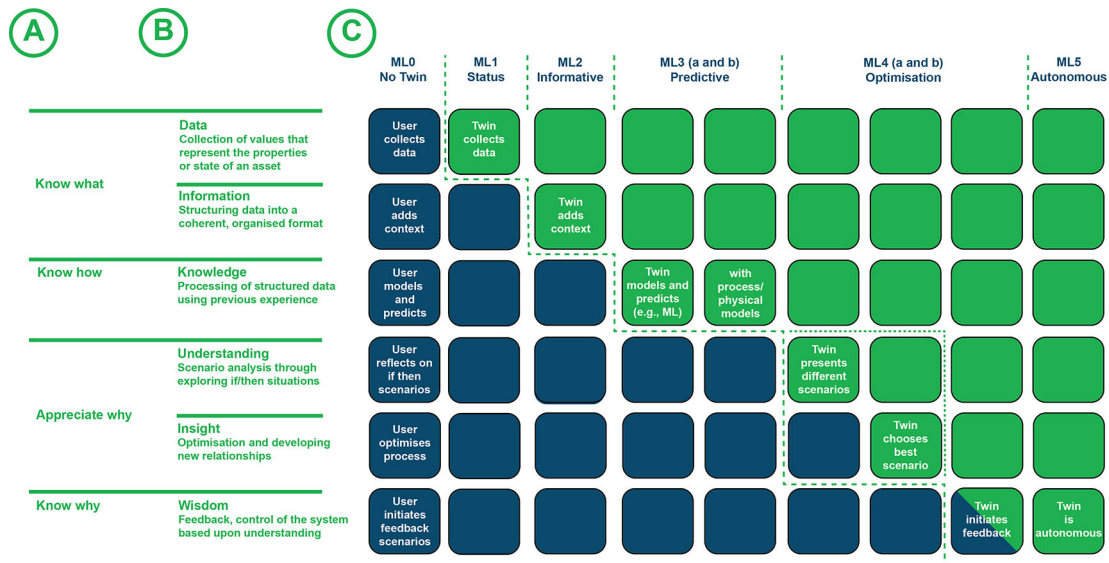 A
B
C
ML0
No Twin
ML1
Status
ML2
Informative
ML3 (a and b)
Predictive
ML4 (a and b)
Optimisation
ML5
Autonomous
Know what
Data
Collection of values that
represent the properties
or state of an asset
User
collects
data
Twin
collects
data
Information
Structuring data into a
coherent, organised format
User
adds
context
Twin
adds
context
Know how
Knowledge
Processing of structured data
using previous experience
User
models
and
predicts
Twin
models and
predicts
(e.g., ML)
with
process/
physical
models
Appreciate why
Understanding
Scenario analysis through
exploring if/then situations
User
reflects on
if then
scenarios
Twin
presents
different
scenarios
Insight
Optimisation and developing
new relationships
User
optimises
process
Twin
chooses
best
scenario
Know why
Wisdom
Feedback, control of the system
based upon understanding
User
initiates
feedback
scenarios
Twin
initiates
feedback
Twin
is
autonomous